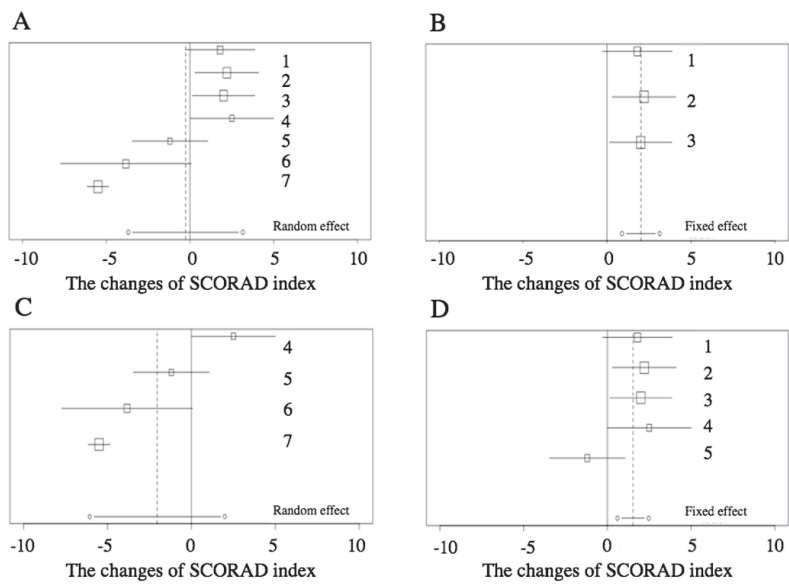 A
1
2
3
4
5
6
7
Random effect
-10 -5 0 5 10
The changes of SCORAD index
B
1
2
3
Fixed effect
-10 -5 0 5 10
The changes of SCORAD index
C
4
5
6
7
Random effect
-10 -5 0 5 10
The changes of SCORAD index
D
1
2
3
4
5
Fixed effect
-10 -5 0 5 10
The changes of SCORAD index